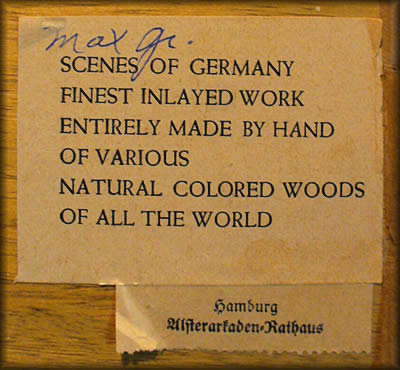 Max Jr.
SCENES OF GERMANY
FINEST INLAYED WORK
ENTIRELY MADE BY HAND
OF VARIOUS
NATURAL COLORED WOODS
OF ALL THE WORLD
Hamburg
Alsterarkaden-Rathaus